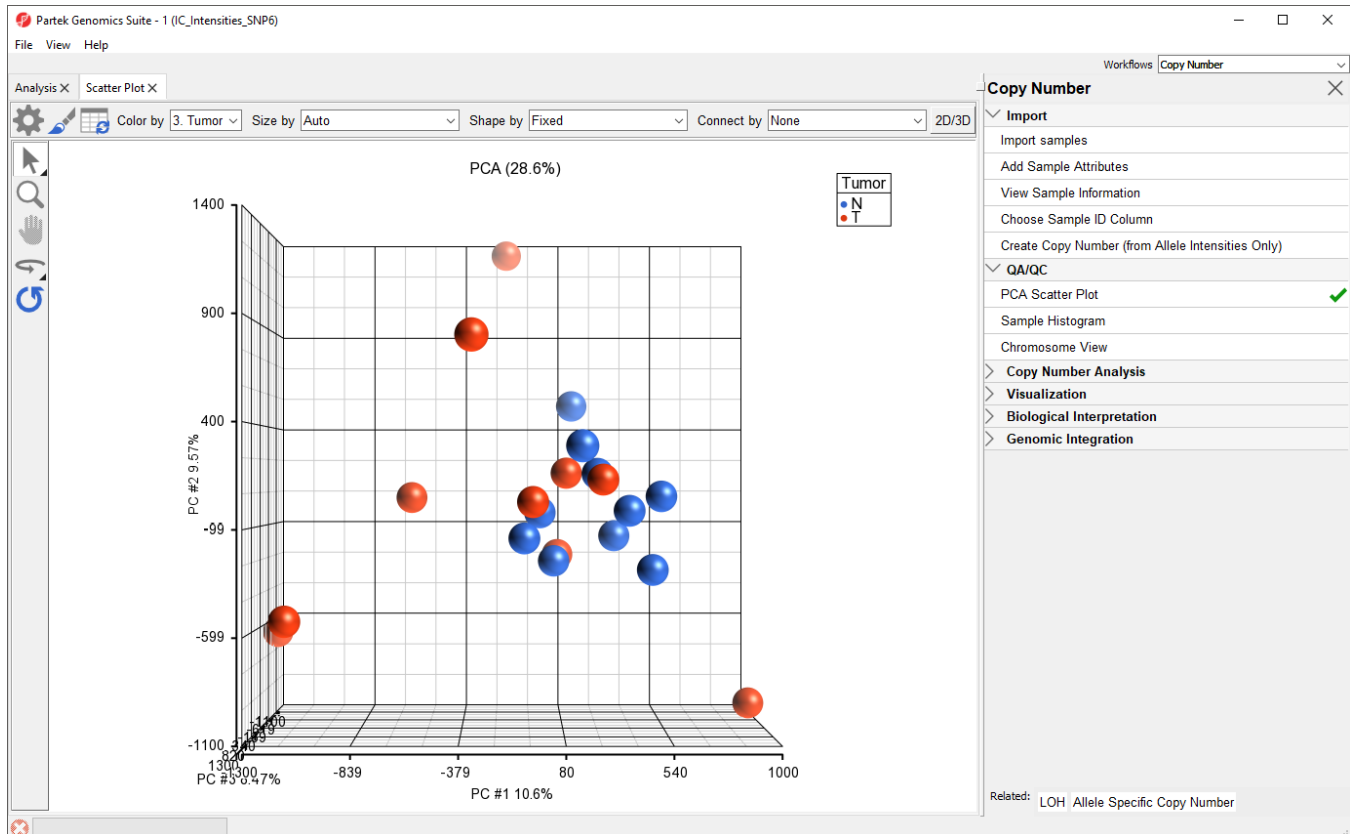 Partek Genomics Suite - 1 (IC_Intensities_SNP6)
File View Help
Workflows Copy Number
Analysis Scatter Plot
Color by 3. Tumor Size by Auto Shape by Fixed Connect by None 2D/3D
PCA (28.6%)
Tumor
N
T
1400
900
400
-99
-599
-1100
PC #2 9.57%
1300
-1300 -839 -379 80 540 1000
PC #3 8.47%
PC #1 10.6%
Copy Number
Import
Import samples
Add Sample Attributes
View Sample Information
Choose Sample ID Column
Create Copy Number (from Allele Intensities Only)
QA/QC
PCA Scatter Plot
Sample Histogram
Chromosome View
Copy Number Analysis
Visualization
Biological Interpretation
Genomic Integration
Related: LOH Allele Specific Copy Number